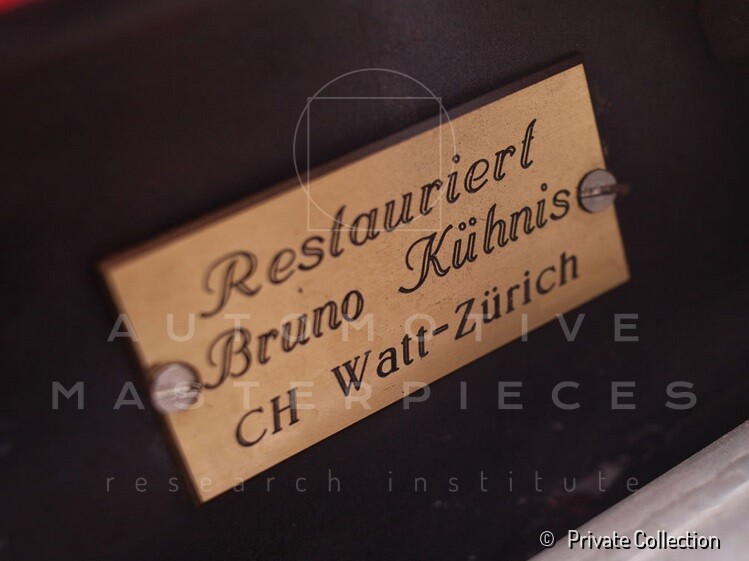 Restauriert
Bruno Kühnis
CH Watt-Zürich
AUTOMOTIVE
MASTERPIECES
research institute
© Private Collection